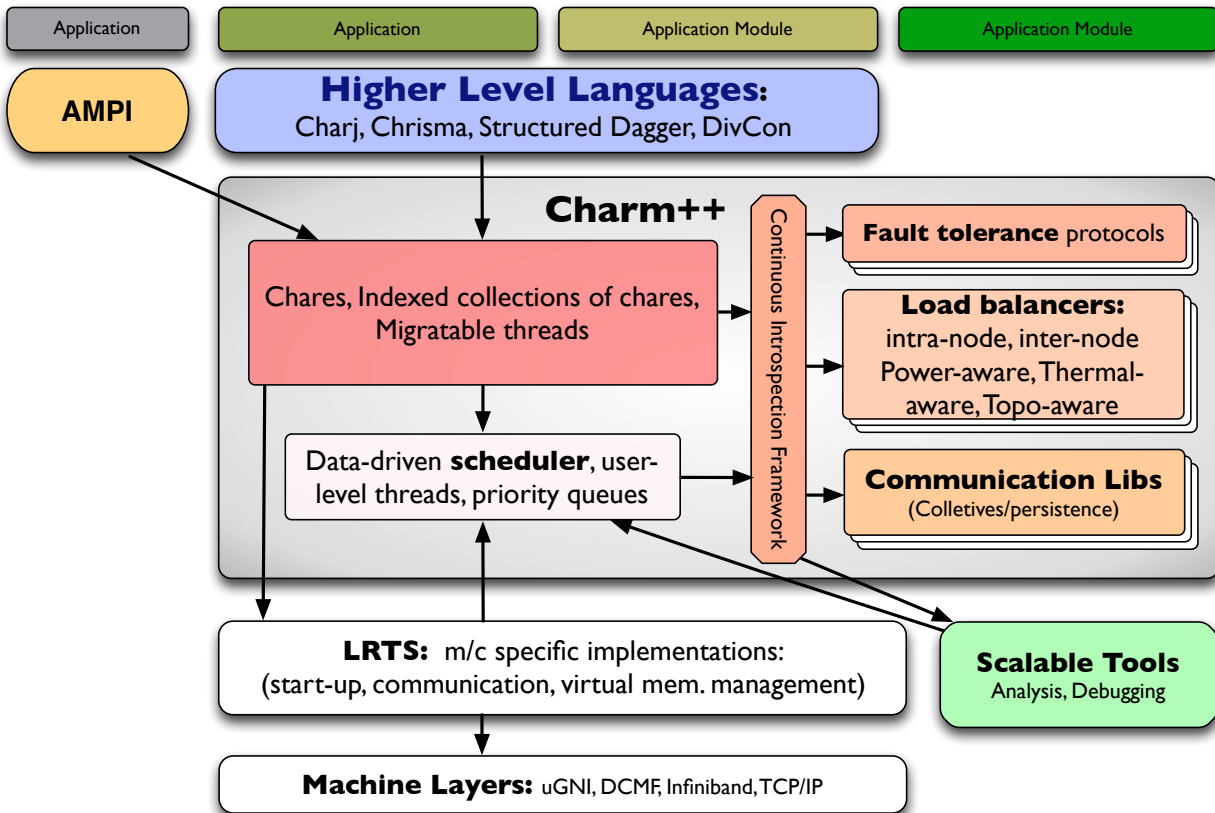 Application
Application
Application Module
Application Module
AMPI
Higher Level Languages:
Charj, Chrisma, Structured Dagger, DivCon
Charm++
Continuous Introspection Framework
Fault tolerance protocols
Chares, Indexed collections of chares,
Migratable threads
Load balancers:
intra-node, inter-node
Power-aware, Thermal-
aware, Topo-aware
Data-driven scheduler, user-
level threads, priority queues
Communication Libs
(Colletives/persistence)
LRTS: m/c specific implementations:
(start-up, communication, virtual mem. management)
Scalable Tools
Analysis, Debugging
Machine Layers: uGNI, DCMF, Infiniband, TCP/IP